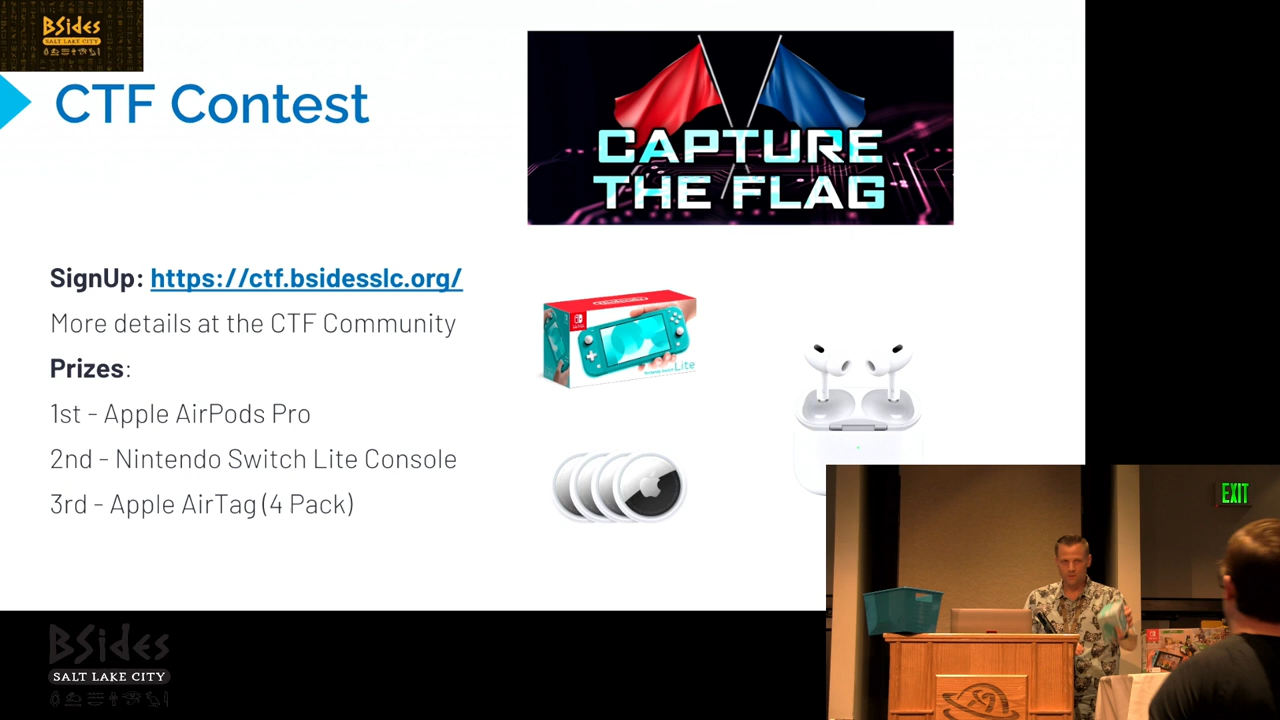 BSides
SALT LAKE CITY
CTF Contest
CAPTURE
THE FLAG
SignUp: https://ctf.bsidesslc.org/
More details at the CTF Community
Prizes:
1st - Apple AirPods Pro
2nd - Nintendo Switch Lite Console
3rd - Apple AirTag (4 Pack)
Lite
EXIT
BSides
SALT LAKE CITY